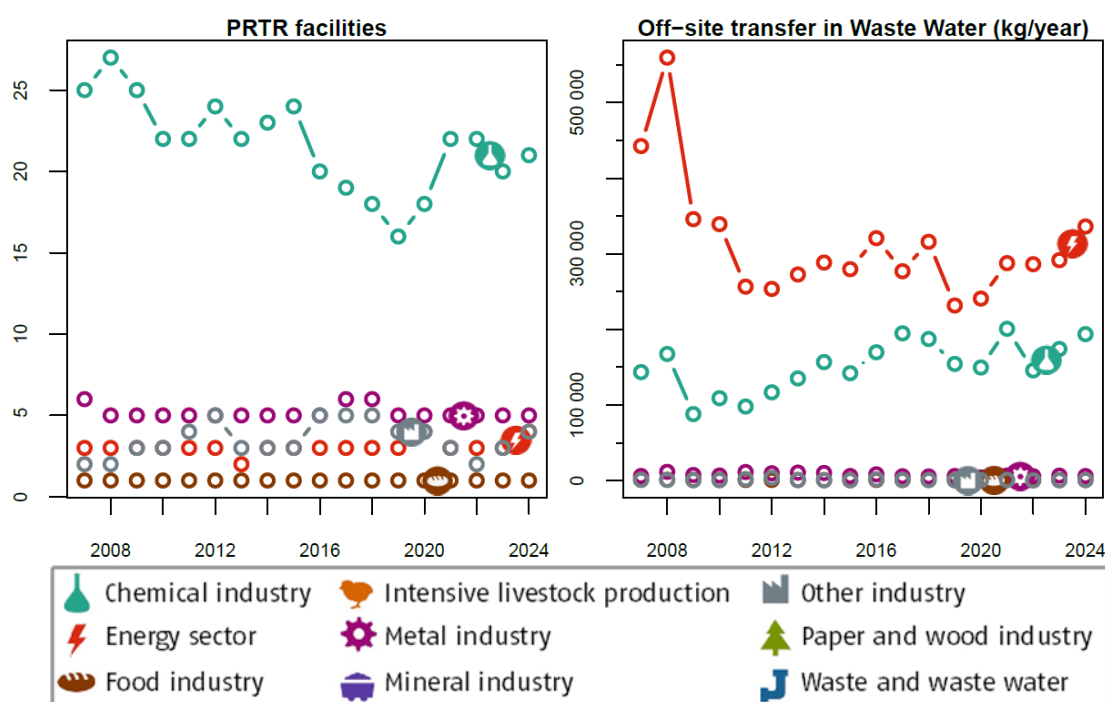 PRTR facilities
25
20
15
10
5
0
2008 2012 2016 2020 2024
Off-site transfer in Waste Water (kg/year)
500 000
300 000
100 000
0
2008 2012 2016 2020 2024
Chemical industry Intensive livestock production Other industry
Energy sector Metal industry Paper and wood industry
Food industry Mineral industry Waste and waste water